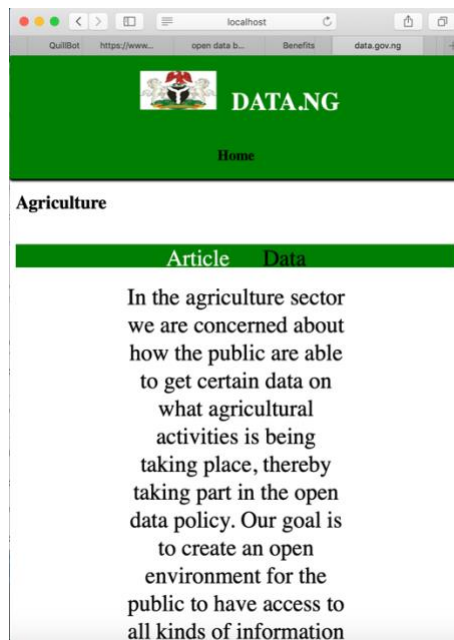 localhost
QuillBot https://www... open data b... Benefits data.gov.ng
DATA.NG
Home
Agriculture
Article Data
In the agriculture sector
we are concerned about
how the public are able
to get certain data on
what agricultural
activities is being
taking place, thereby
taking part in the open
data policy. Our goal is
to create an open
environment for the
public to have access to
all kinds of information